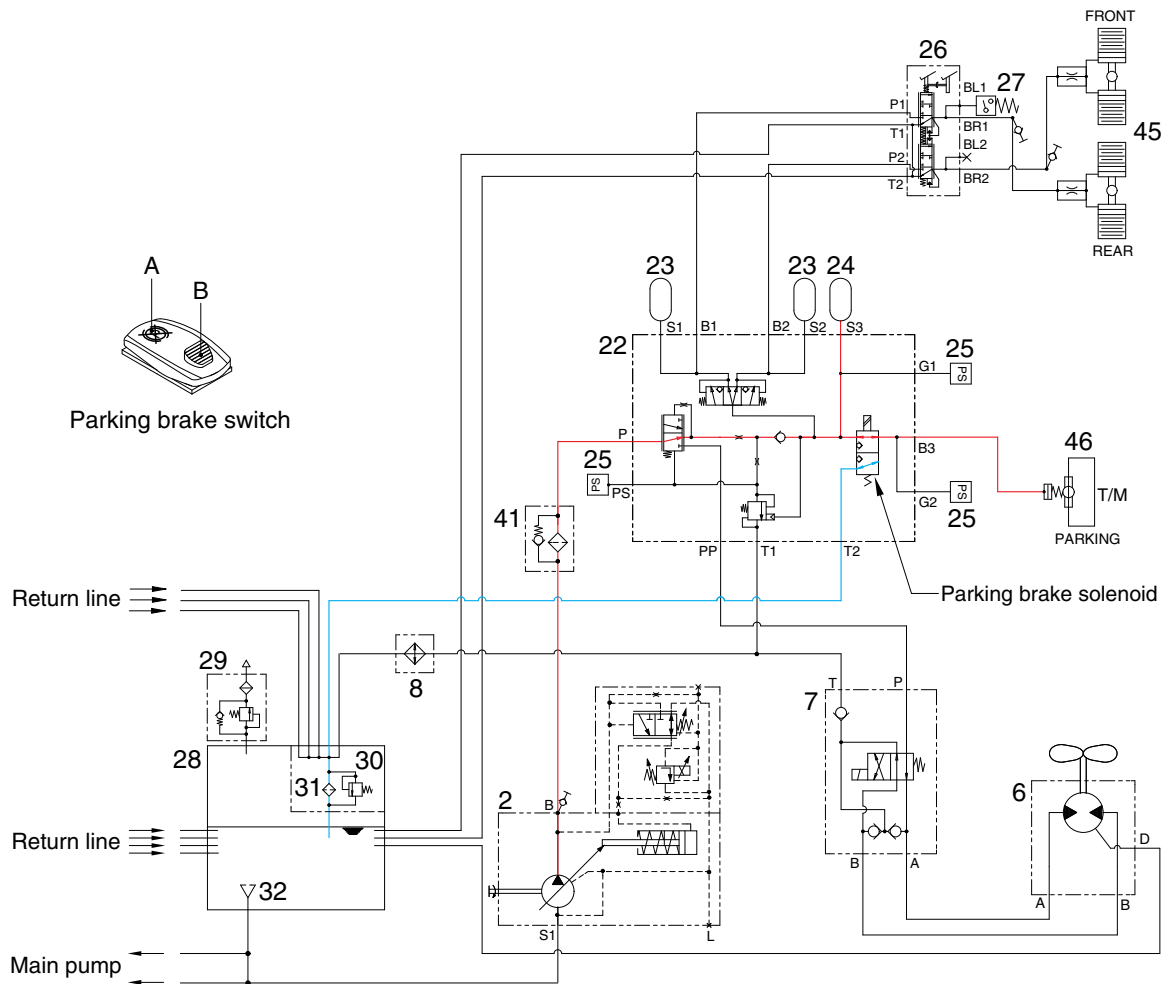 FRONT
26
BL1
27
P1
T1
BR1
45
BL2
P2
T2
BR2
REAR
A
B
Parking brake switch
23
23
24
S1
B1
B2
S2
S3
22
25
G1
PS
P
B3
25
PS
PS
46
T/M
G2
PS
25
PARKING
41
PP
T1
T2
Parking brake solenoid
Return line
29
8
T
P
7
28
30
31
2
B
6
D
Return line
32
B
A
A
B
S1
L
Main pump